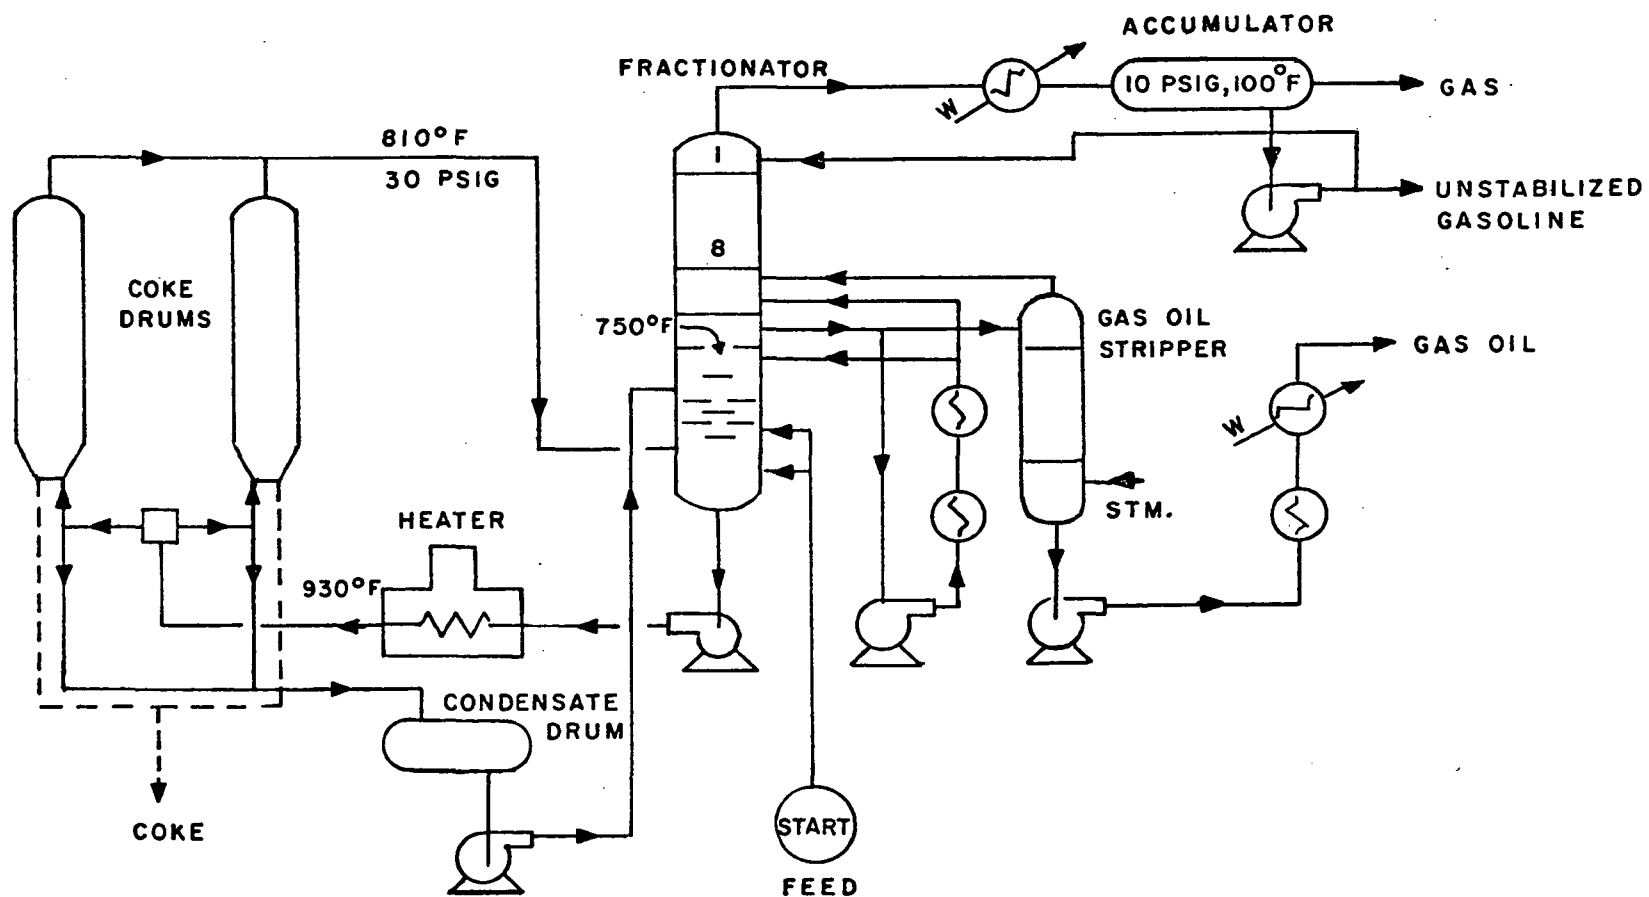 ACCUMULATOR
FRACTIONATOR
10 PSIG, 100°F
GAS
W
810°F
30 PSIG
1
UNSTABILIZED
GASOLINE
8
COKE
DRUMS
750°F
GAS OIL
STRIPPER
GAS OIL
W
STM.
HEATER
930°F
CONDENSATE
DRUM
COKE
START
FEED